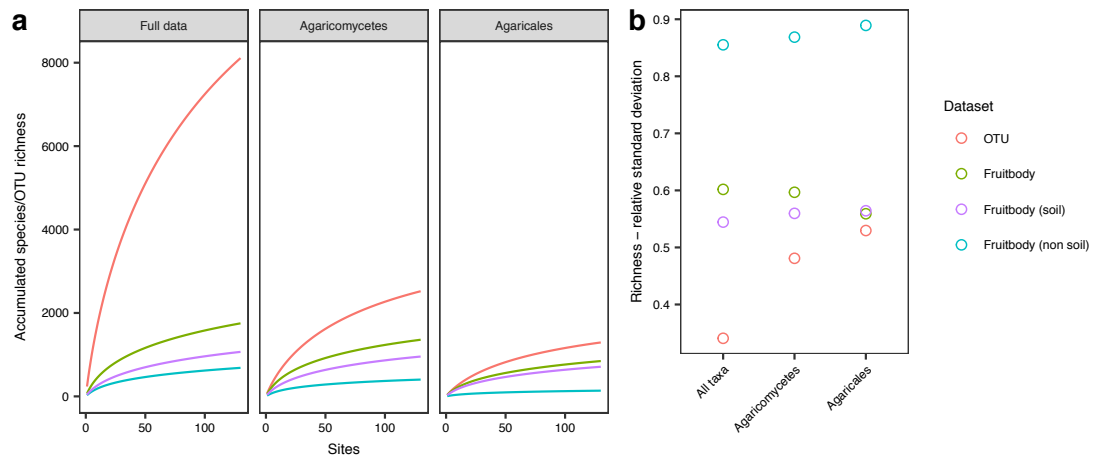 a
Full data
Agaricomycetes
Agaricales
Accumulated species/OTU richness
8000
6000
4000
2000
0
0
50
100
0
50
100
0
50
100
Sites
b
Richness – relative standard deviation
0.9
0.8
0.7
0.6
0.5
0.4
All taxa
Agaricomycetes
Agaricales
Dataset
OTU
Fruitbody
Fruitbody (soil)
Fruitbody (non soil)